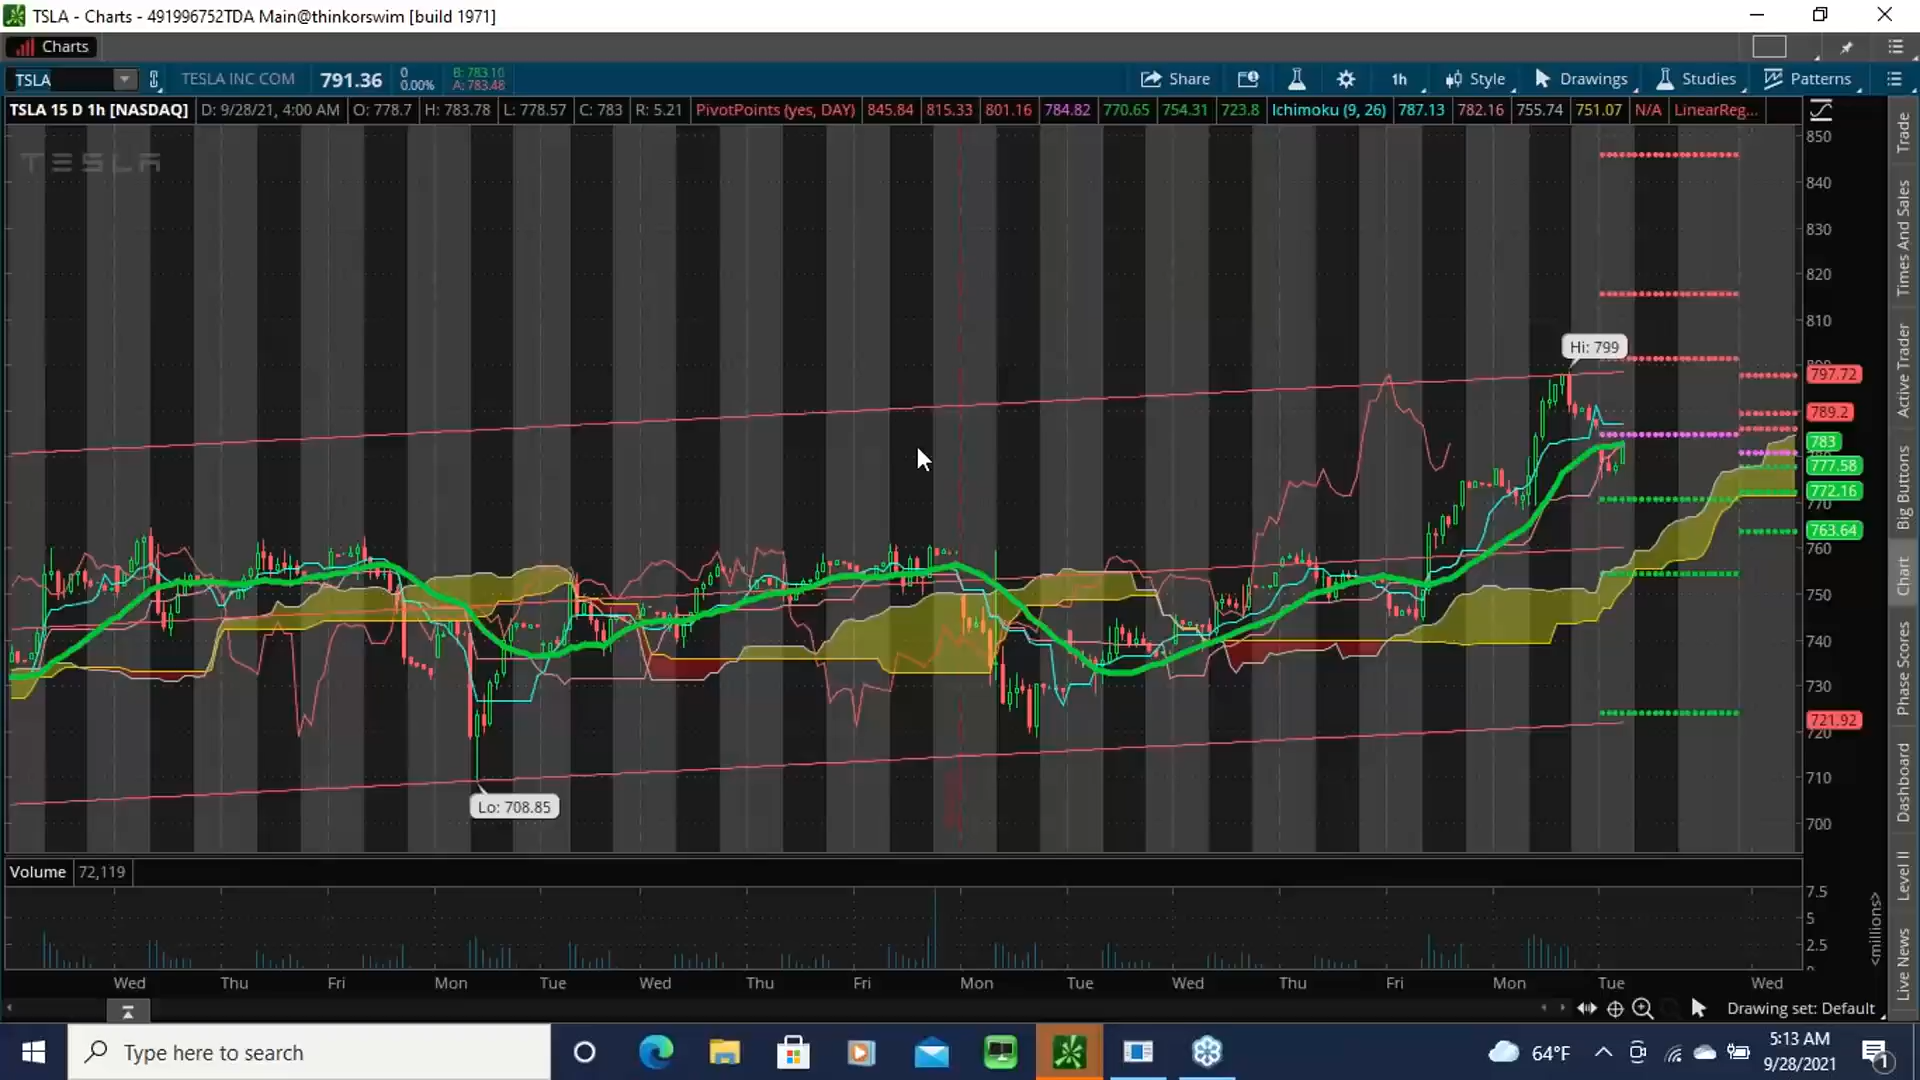 TSLA - Charts - 491996752TDA Main@thinkorswim [build 1971]
Charts
TSLA TESLA INC COM 791.36 0 0.00% B: 783.10 A: 783.48 Share 1h Style Drawings Studies Patterns
TSLA 15 D 1h [NASDAQ] D: 9/28/21, 4:00 AM O: 778.7 H: 783.78 L: 778.57 C: 783 R: 5.21 PivotPoints (yes, DAY) 845.84 815.33 801.16 784.82 770.65 754.31 723.8 Ichimoku (9, 26) 787.13 782.16 755.74 751.07 N/A LinearReg...
TESLA
850
840
830
820
810
Hi: 799
797.72
789.2
783
777.58
772.16
770
763.64
760
750
740
730
721.92
720
710
Lo: 708.85
700
Volume 72,119
7.5
5
2.5
<millions>
Wed Thu Fri Mon Tue Wed Thu Fri Mon Tue Wed Thu Fri Mon Tue Wed
Drawing set: Default
Trade
Times And Sales
Active Trader
Big Buttons
Chart
Phase Scores
Dashboard
Level II
Live News
Type here to search
64°F
5:13 AM
9/28/2021
1